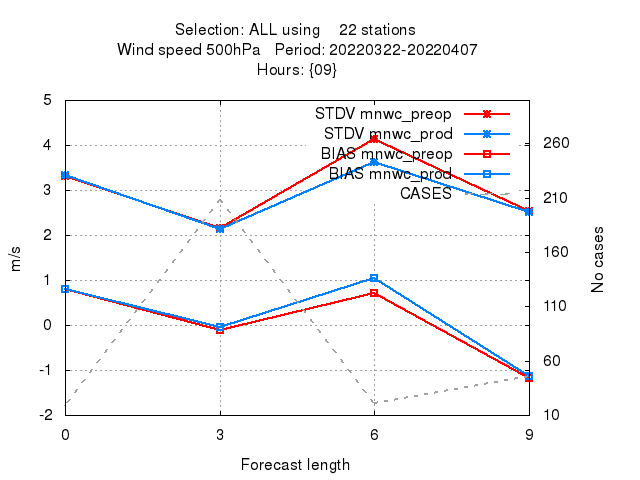 Selection: ALL using    22 stations
Wind speed 500hPa   Period: 20220322-20220407
Hours: {09}
STDV mnwc_preop
STDV mnwc_prod
BIAS mnwc_preop
BIAS mnwc_prod
CASES
5
4
3
2
1
0
-1
-2
m/s
260
210
160
110
60
10
No cases
0 3 6 9
Forecast length